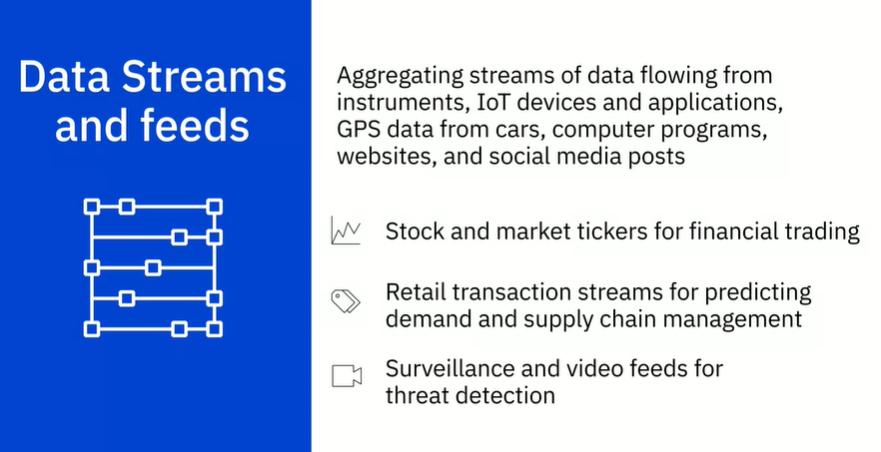 Data Streams
and feeds
Aggregating streams of data flowing from
instruments, IoT devices and applications,
GPS data from cars, computer programs,
websites, and social media posts
Stock and market tickers for financial trading
Retail transaction streams for predicting
demand and supply chain management
Surveillance and video feeds for
threat detection